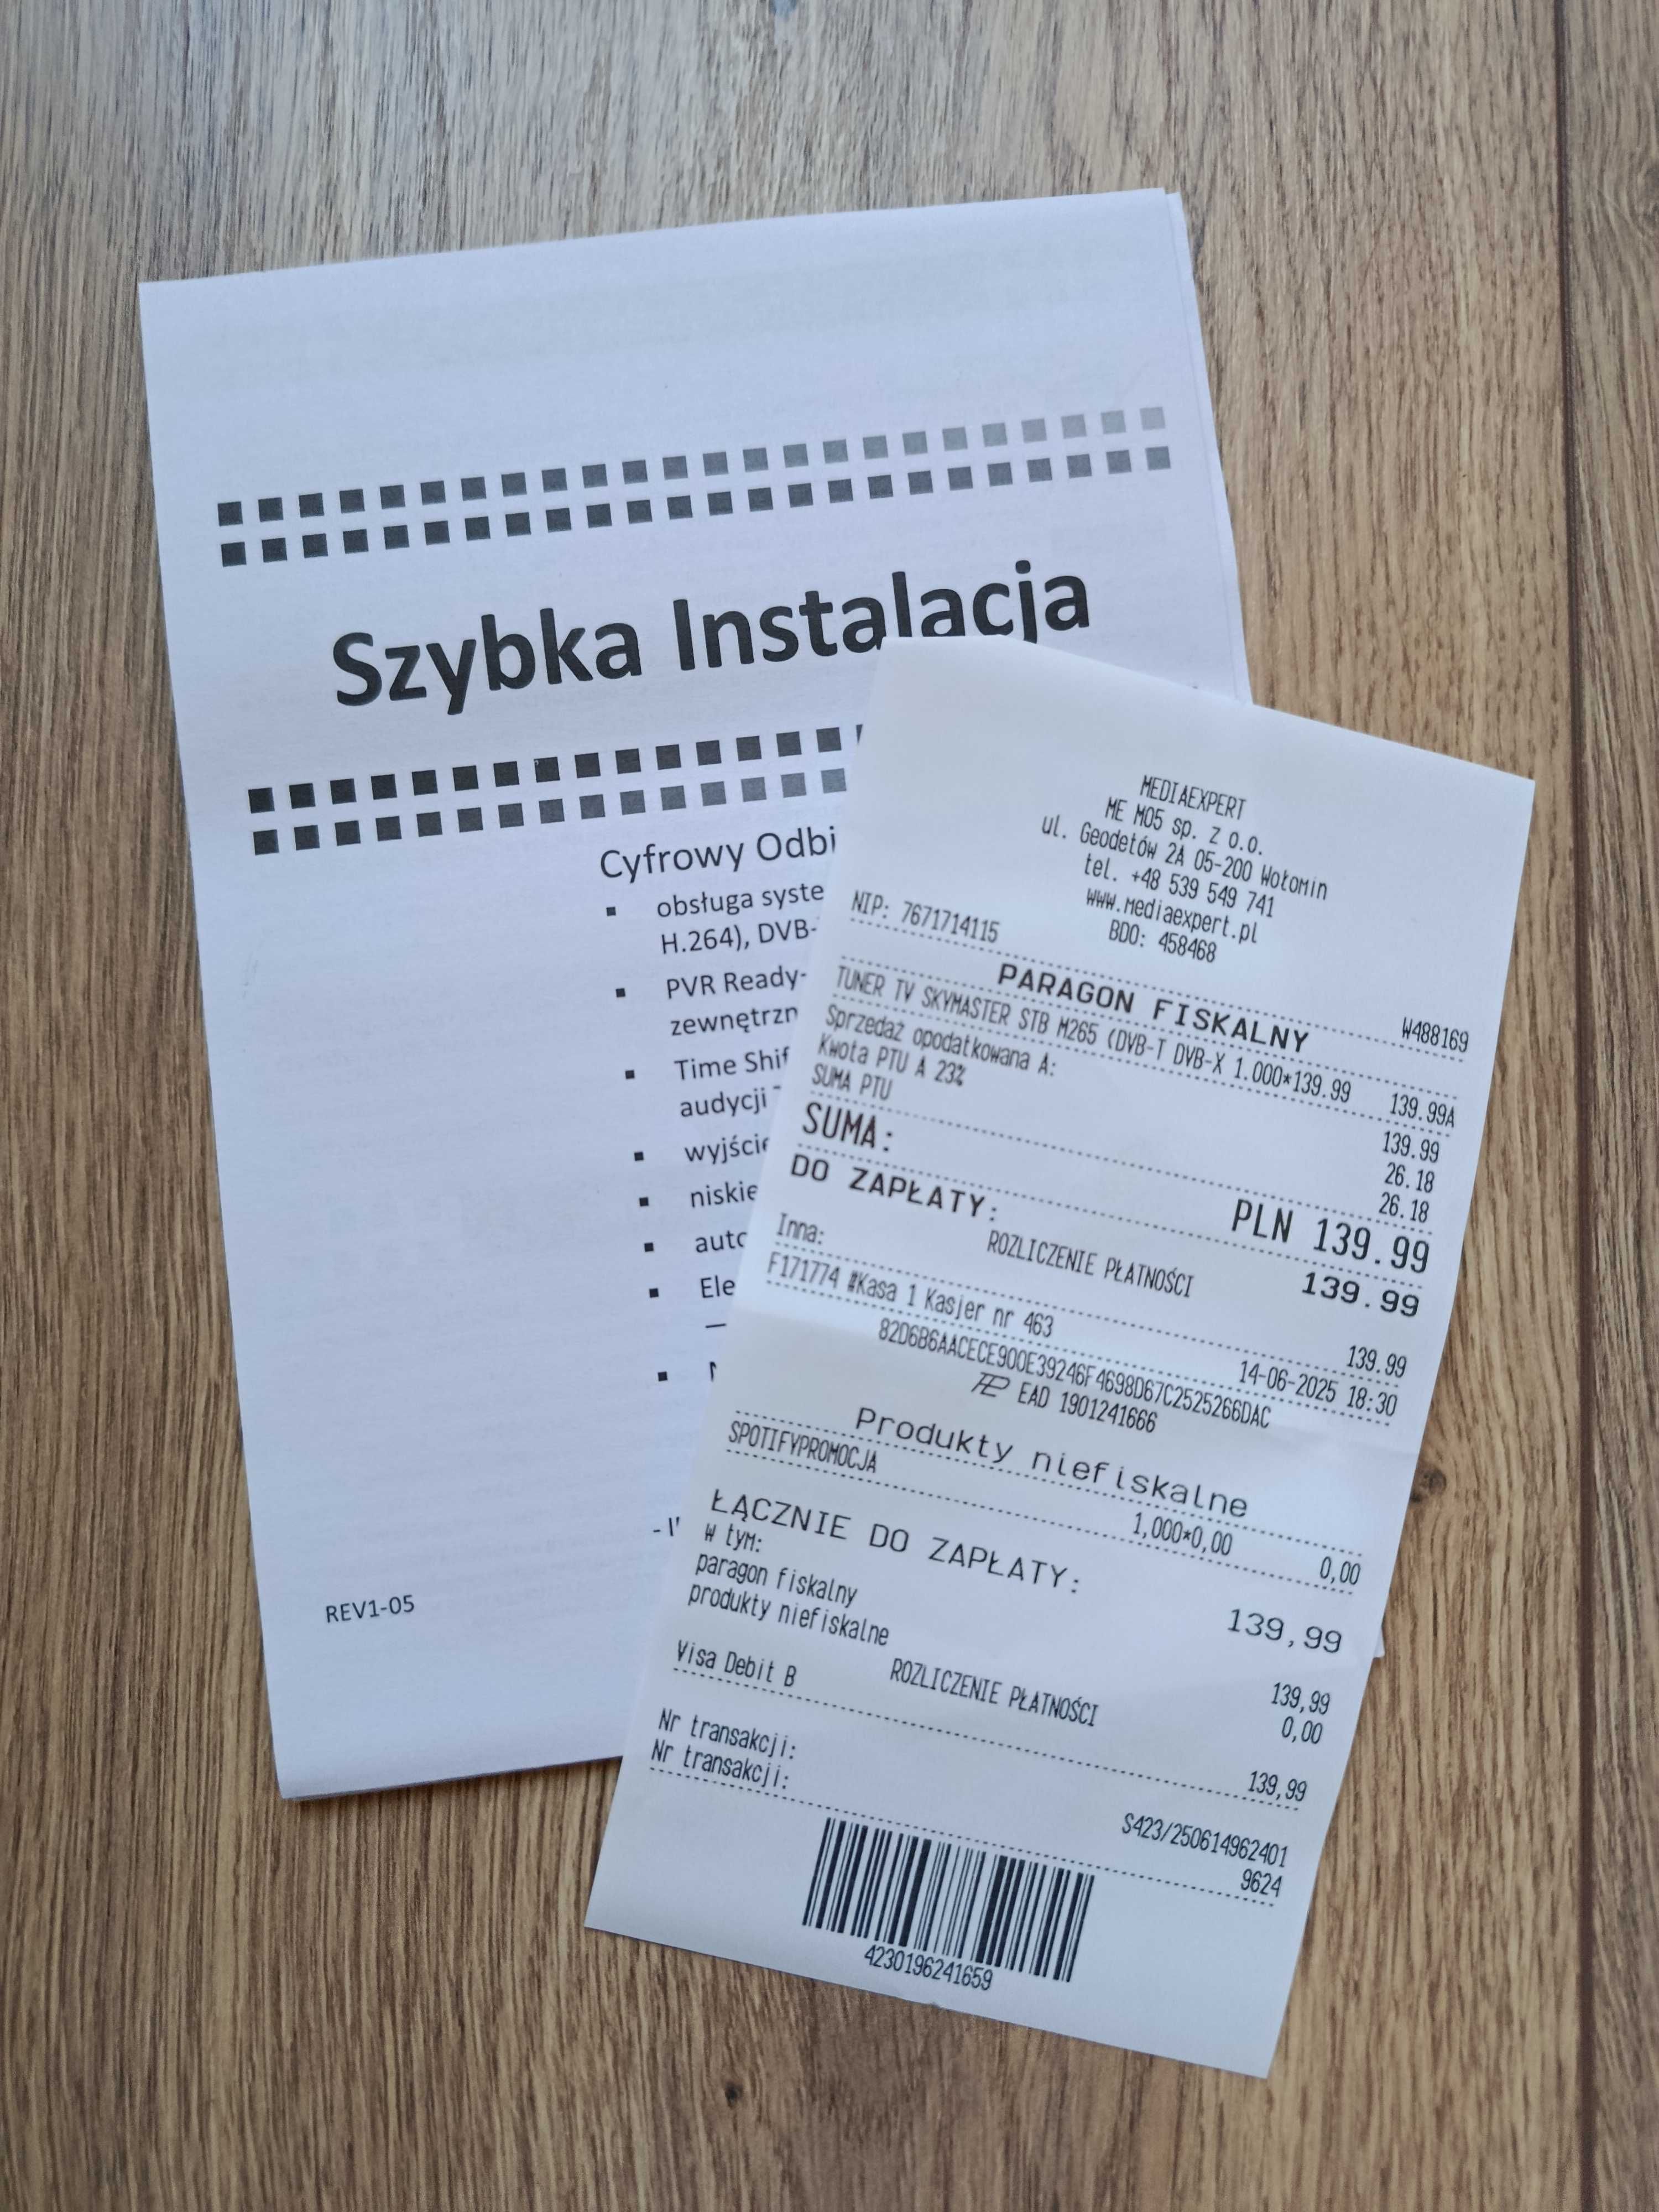 Szybka Instalacja
Cyfrowy Odbi
obsługa syste
H.264), DVB-
PVR Ready-
zewnętrzn
Time Shif
audycji
wyjście
niskie
auto
Ele
REV1-05
MEDIAEXPERT
ME M05 sp. z o.o.
ul. Geodetów 2A 05-200 Wołomin
tel. +48 539 549 741
www.mediaexpert.pl
BDO: 458468
NIP: 7671714115
W488169
PARAGON FISKALNY
TUNER TV SKYMASTER STB M265 (DVB-T DVB-X 1.000*139.99 139.99A
Sprzedaż opodatkowana A: 139.99
Kwota PTU A 23% 26.18
SUMA PTU 26.18
SUMA: PLN 139.99
DO ZAPŁATY: 139.99
ROZLICZENIE PŁATNOŚCI
Inna: 139.99
F171774 #Kasa 1 Kasjer nr 463 14-06-2025 18:30
82D6B6AACECE900E39246F4698D67C2525266DAC
EAD 1901241666
Produkty niefiskalne
SPOTIFYPROMOCJA 1,000*0,00 0,00
ŁĄCZNIE DO ZAPŁATY: 139,99
W tym:
paragon fiskalny 139,99
produkty niefiskalne 0,00
ROZLICZENIE PŁATNOŚCI
Visa Debit B 139,99
Nr transakcji: S423/250614962401
Nr transakcji: 9624
4230196241659